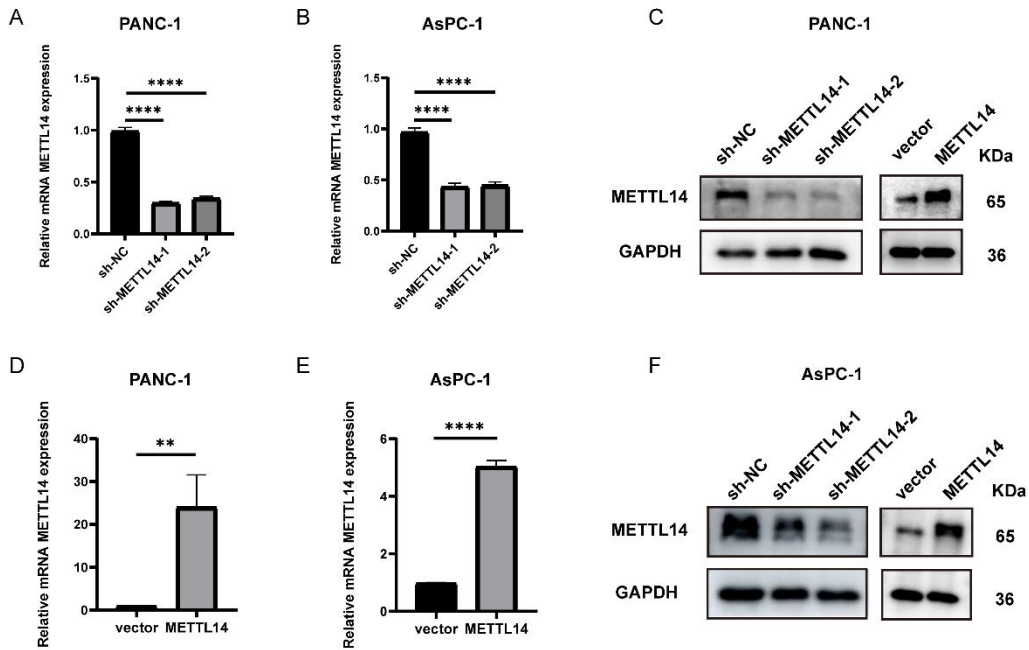 A
PANC-1
Relative mRNA METTL14 expression
1.5
1.0
0.5
0.0
****
****
sh-NC
sh-METTL14-1
sh-METTL14-2
B
AsPC-1
Relative mRNA METTL14 expression
1.5
1.0
0.5
0.0
****
****
sh-NC
sh-METTL14-1
sh-METTL14-2
C
PANC-1
sh-NC
sh-METTL14-1
sh-METTL14-2
vector
METTL14
KDa
METTL14
65
GAPDH
36
D
PANC-1
Relative mRNA METTL14 expression
40
30
20
10
0
**
vector METTL14
E
AsPC-1
Relative mRNA METTL14 expression
6
4
2
0
****
vector METTL14
F
AsPC-1
sh-NC
sh-METTL14-1
sh-METTL14-2
vector
METTL14
KDa
METTL14
65
GAPDH
36